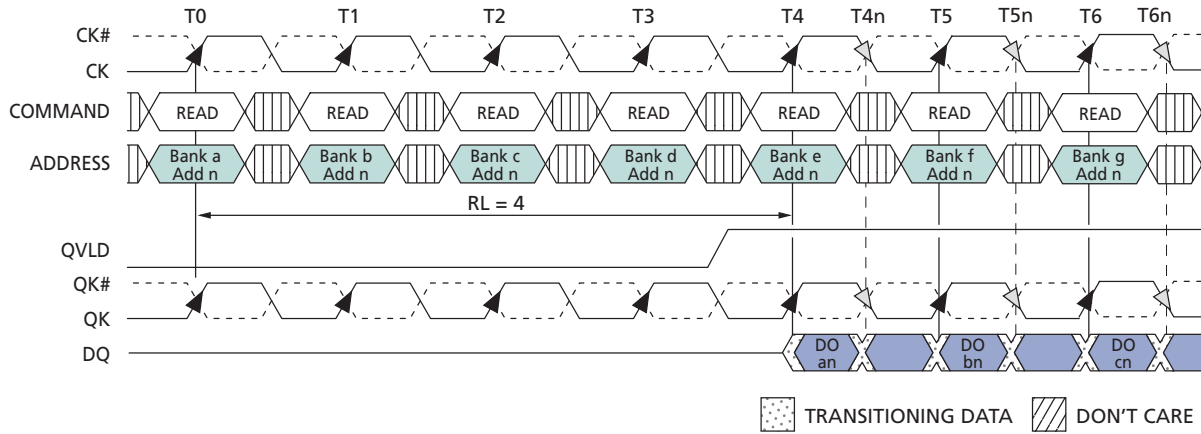 T0 T1 T2 T3 T4 T4n T5 T5n T6 T6n
CK#
CK
COMMAND READ READ READ READ READ READ READ
ADDRESS Bank a Bank b Bank c Bank d Bank e Bank f Bank g
Add n Add n Add n Add n Add n Add n Add n
RL = 4
QVLD
QK#
QK
DQ DO DO DO
an bn cn
TRANSITIONING DATA DON'T CARE